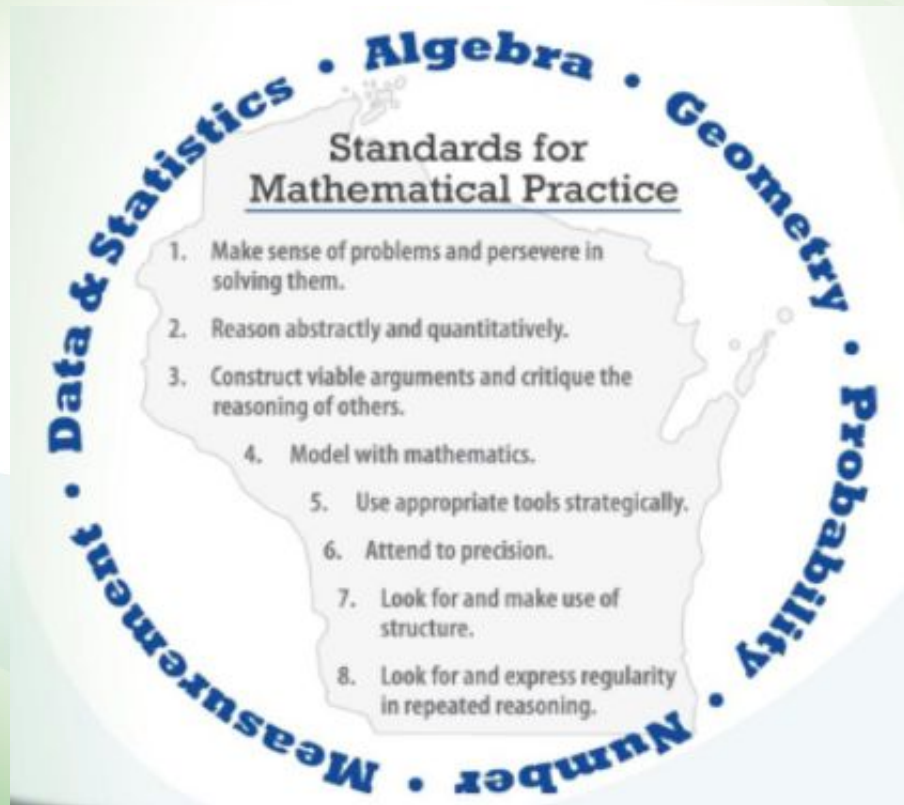 • Algebra • Geometry • Probability • Number • Measurement • Data & Statistics
Standards for
Mathematical Practice
1. Make sense of problems and persevere in
solving them.
2. Reason abstractly and quantitatively.
3. Construct viable arguments and critique the
reasoning of others.
4. Model with mathematics.
5. Use appropriate tools strategically.
6. Attend to precision.
7. Look for and make use of
structure.
8. Look for and express regularity
in repeated reasoning.